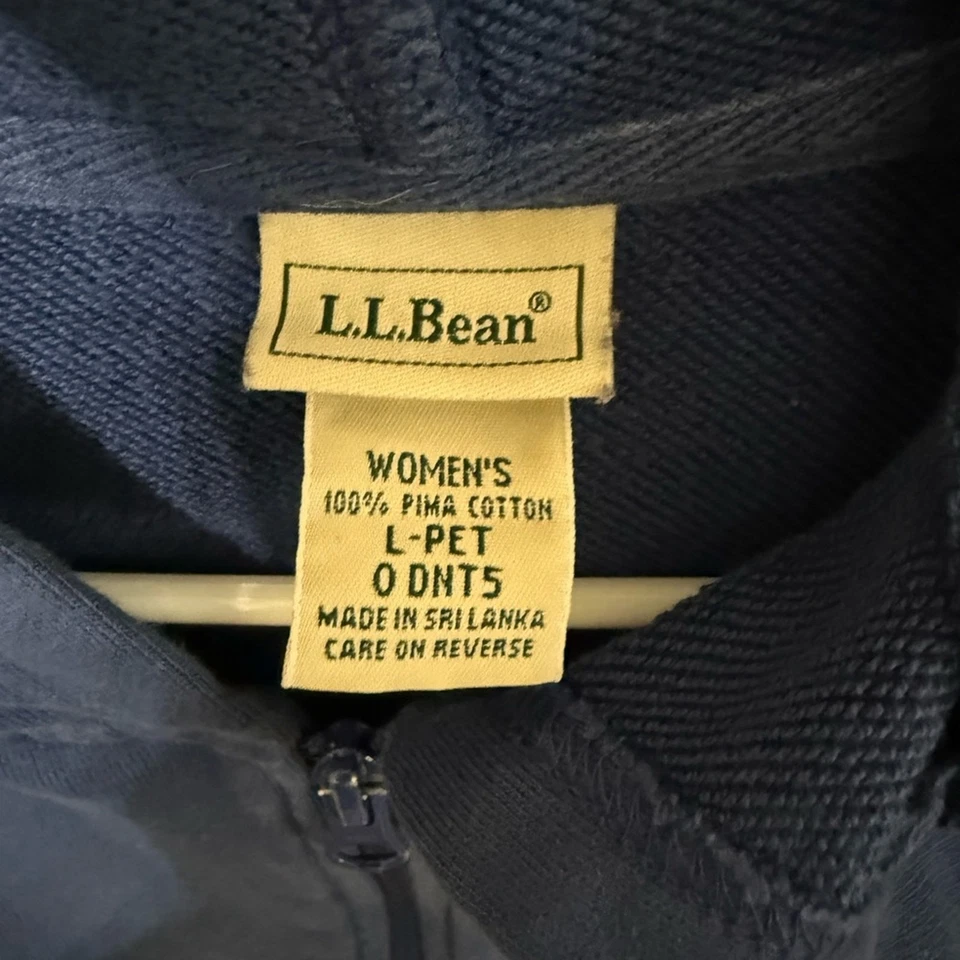 L.L.Bean®
WOMEN'S
100% PIMA COTTON
L-PET
0 DNT5
MADE IN SRI LANKA
CARE ON REVERSE